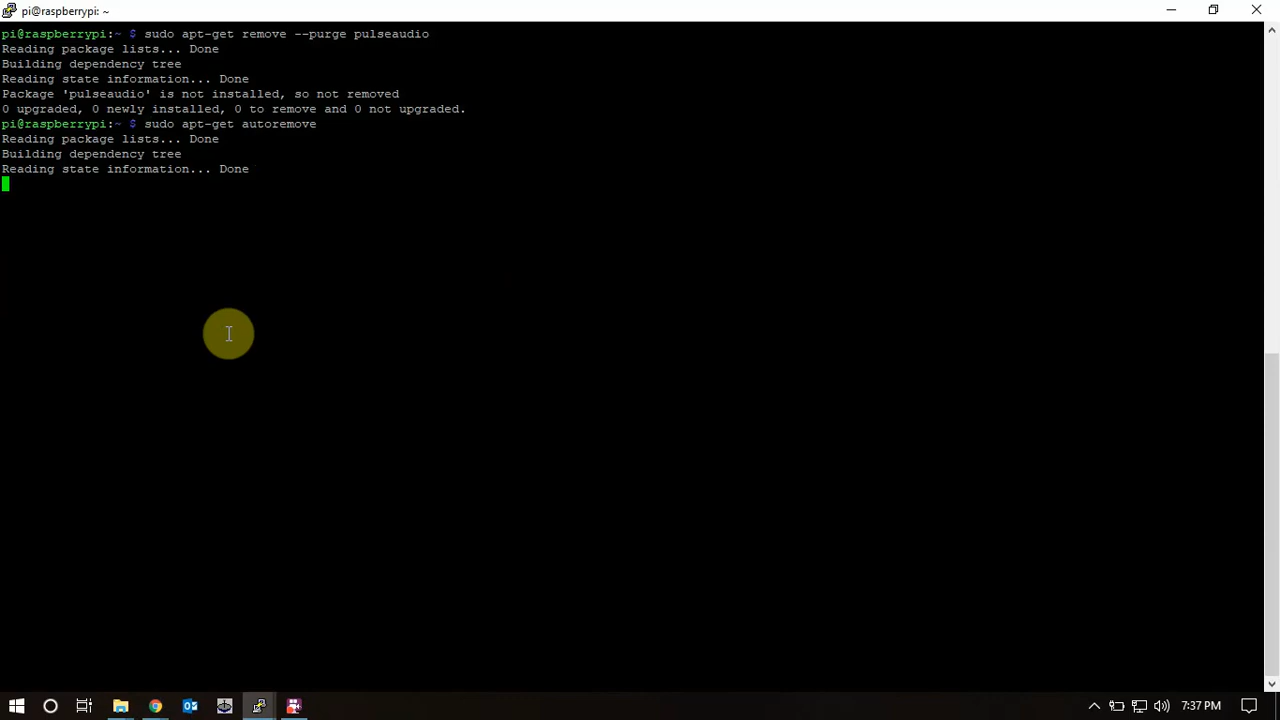 pi@raspberrypi: ~
pi@raspberrypi:~ $ sudo apt-get remove --purge pulseaudio
Reading package lists... Done
Building dependency tree
Reading state information... Done
Package 'pulseaudio' is not installed, so not removed
0 upgraded, 0 newly installed, 0 to remove and 0 not upgraded.
pi@raspberrypi:~ $ sudo apt-get autoremove
Reading package lists... Done
Building dependency tree
Reading state information... Done
7:37 PM